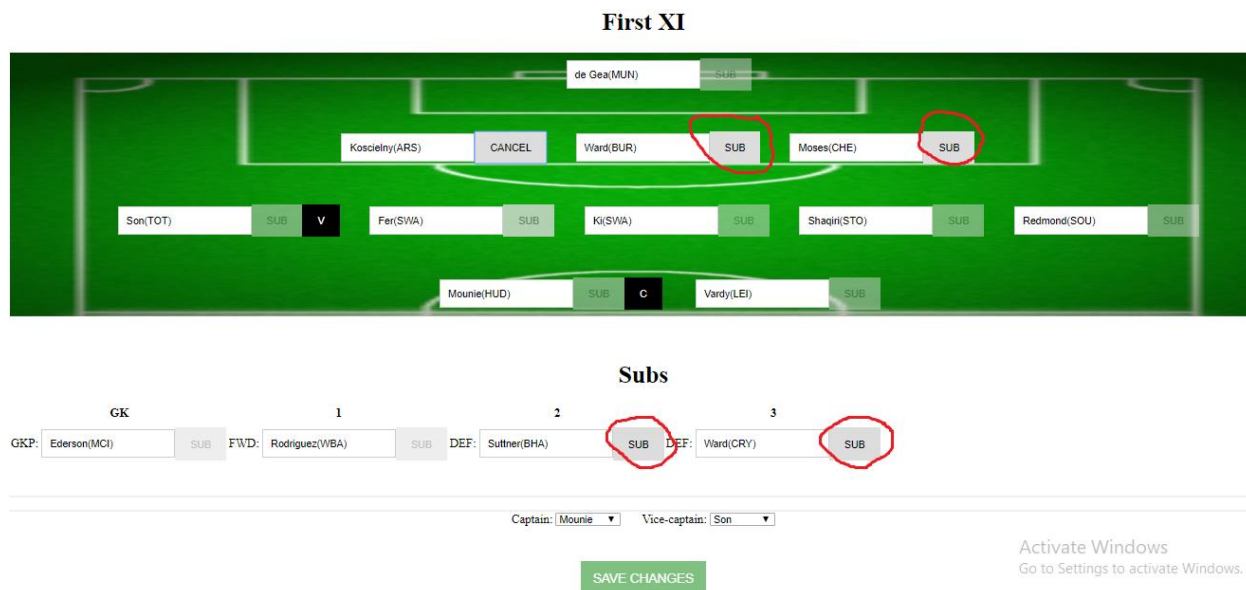 First XI
de Gea(MUN) SUB
Koscielny(ARS) CANCEL Ward(BUR) SUB Moses(CHE) SUB
Son(TOT) SUB V Fer(SWA) SUB Ki(SWA) SUB Shaqiri(STO) SUB Redmond(SOU) SUB
Mounie(HUD) SUB C Vardy(LEI) SUB
Subs
GK 1 2 3
GKP: Ederson(MCI) SUB FWD: Rodriguez(WBA) SUB DEF: Suttner(BHA) SUB DEF: Ward(CRY) SUB
Captain: Mounie Vice-captain: Son
Activate Windows
Go to Settings to activate Windows.
SAVE CHANGES